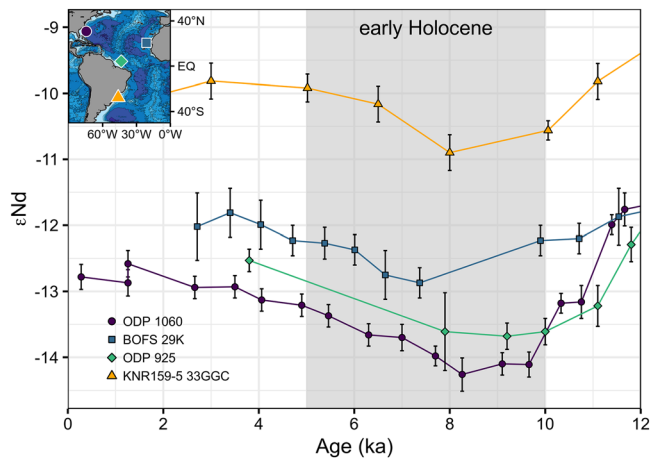 early Holocene
-9
-10
-11
-12
-13
-14
εNd
40°N
EQ
40°S
60°W 30°W 0°W
ODP 1060
BOFS 29K
ODP 925
KNR159-5 33GGC
0 2 4 6 8 10 12
Age (ka)